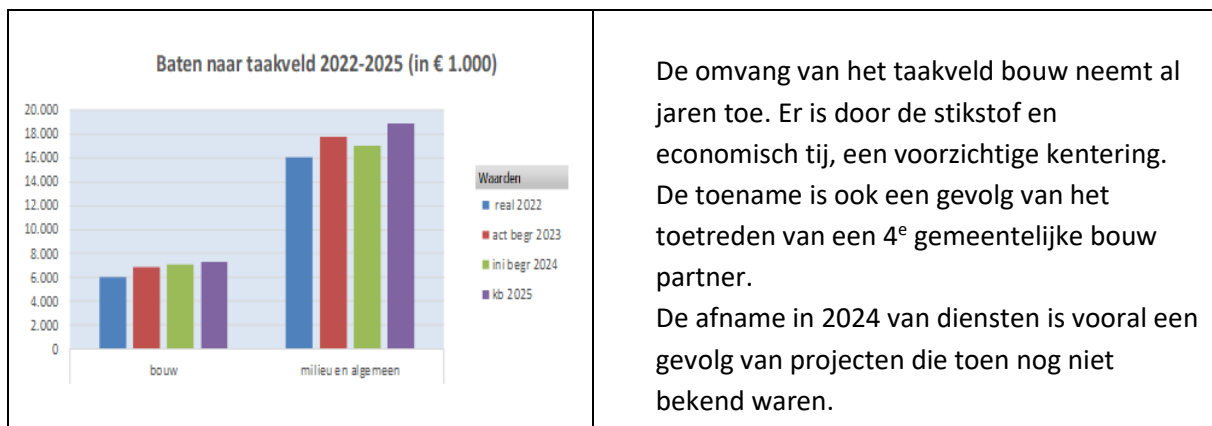 Baten naar taakveld 2022-2025 (in € 1.000)
20.000
18.000
16.000
14.000
12.000
10.000
8.000
6.000
4.000
2.000
0
bouw
milieu en algemeen
Waarden
real 2022
act begr 2023
ini begr 2024
kb 2025
De omvang van het taakveld bouw neemt al
jaren toe. Er is door de stikstof en
economisch tij, een voorzichtige kentering.
De toename is ook een gevolg van het
toetreden van een 4e gemeentelijke bouw
partner.
De afname in 2024 van diensten is vooral een
gevolg van projecten die toen nog niet
bekend waren.